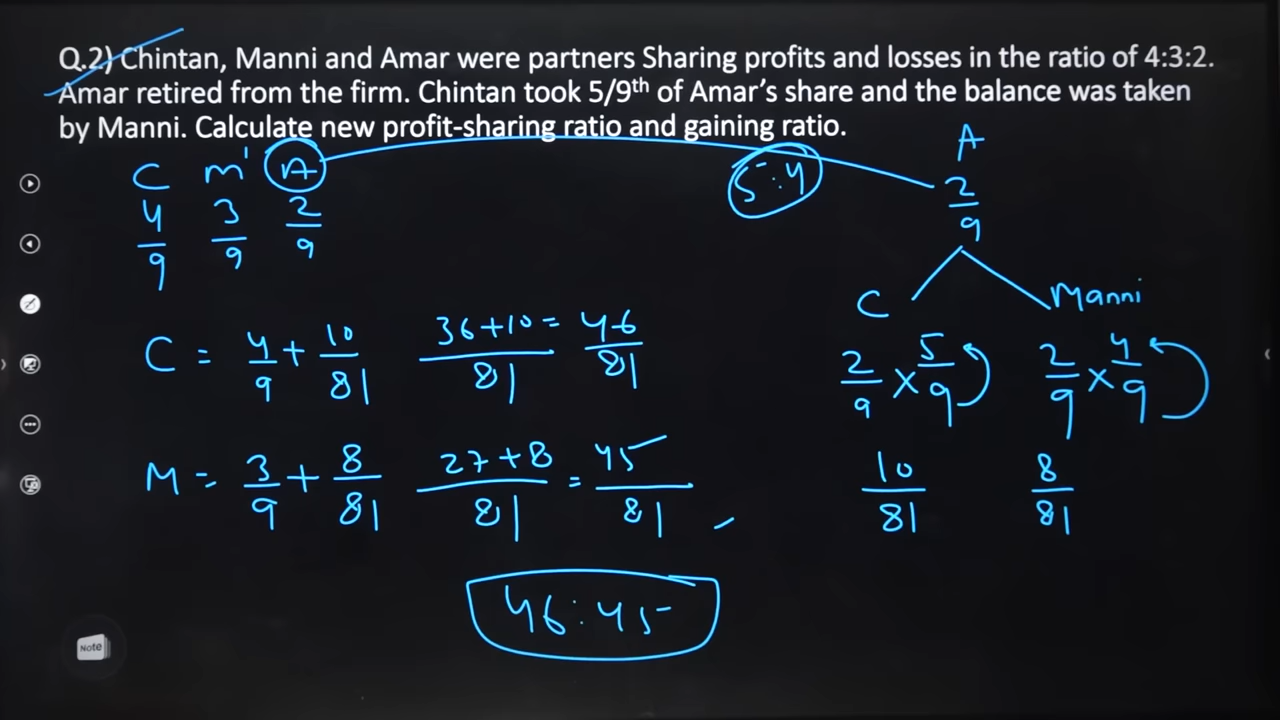 Q.2) Chintan, Manni and Amar were partners Sharing profits and losses in the ratio of 4:3:2.
Amar retired from the firm. Chintan took 5/9th of Amar's share and the balance was taken
by Manni. Calculate new profit-sharing ratio and gaining ratio.
C M' A
4/9 3/9 2/9
5:4
A
2/9
C Manni
2/9 × 5/9 2/9 × 4/9
10/81 8/81
C = 4/9 + 10/81 36+10/81 = 46/81
M = 3/9 + 8/81 27+8/81 = 45/81
46:45
Note